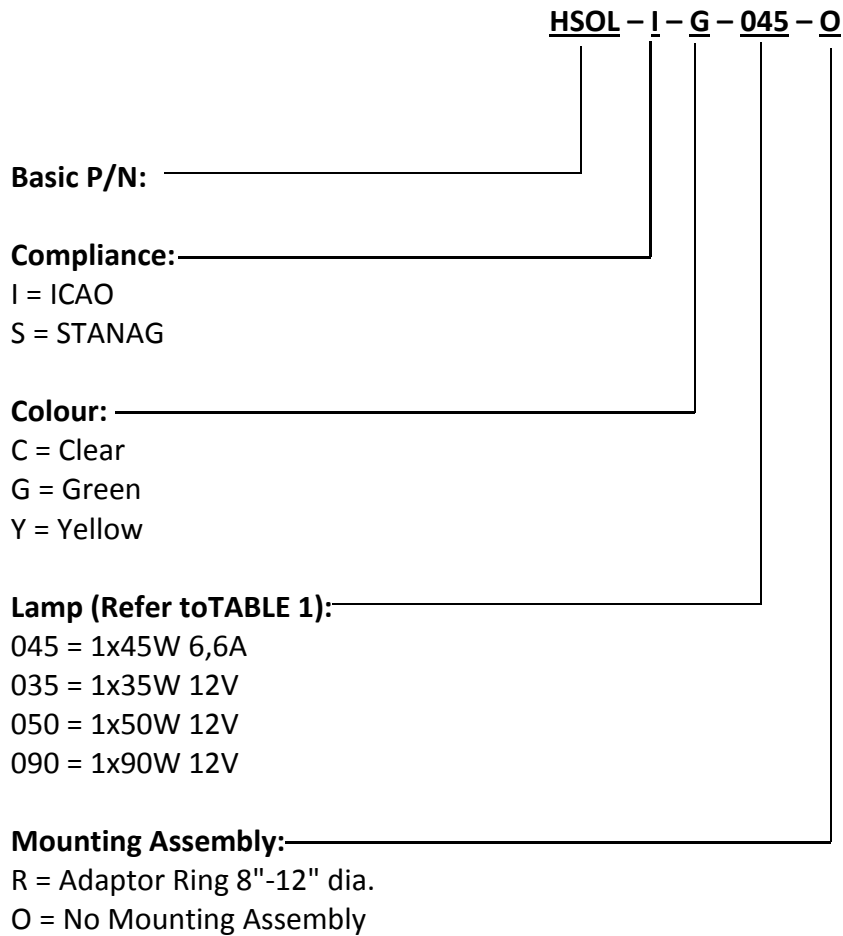 HSOL – I – G – 045 – O
Basic P/N:
Compliance:
I = ICAO
S = STANAG
Colour:
C = Clear
G = Green
Y = Yellow
Lamp (Refer toTABLE 1):
045 = 1x45W 6,6A
035 = 1x35W 12V
050 = 1x50W 12V
090 = 1x90W 12V
Mounting Assembly:
R = Adaptor Ring 8"-12" dia.
O = No Mounting Assembly